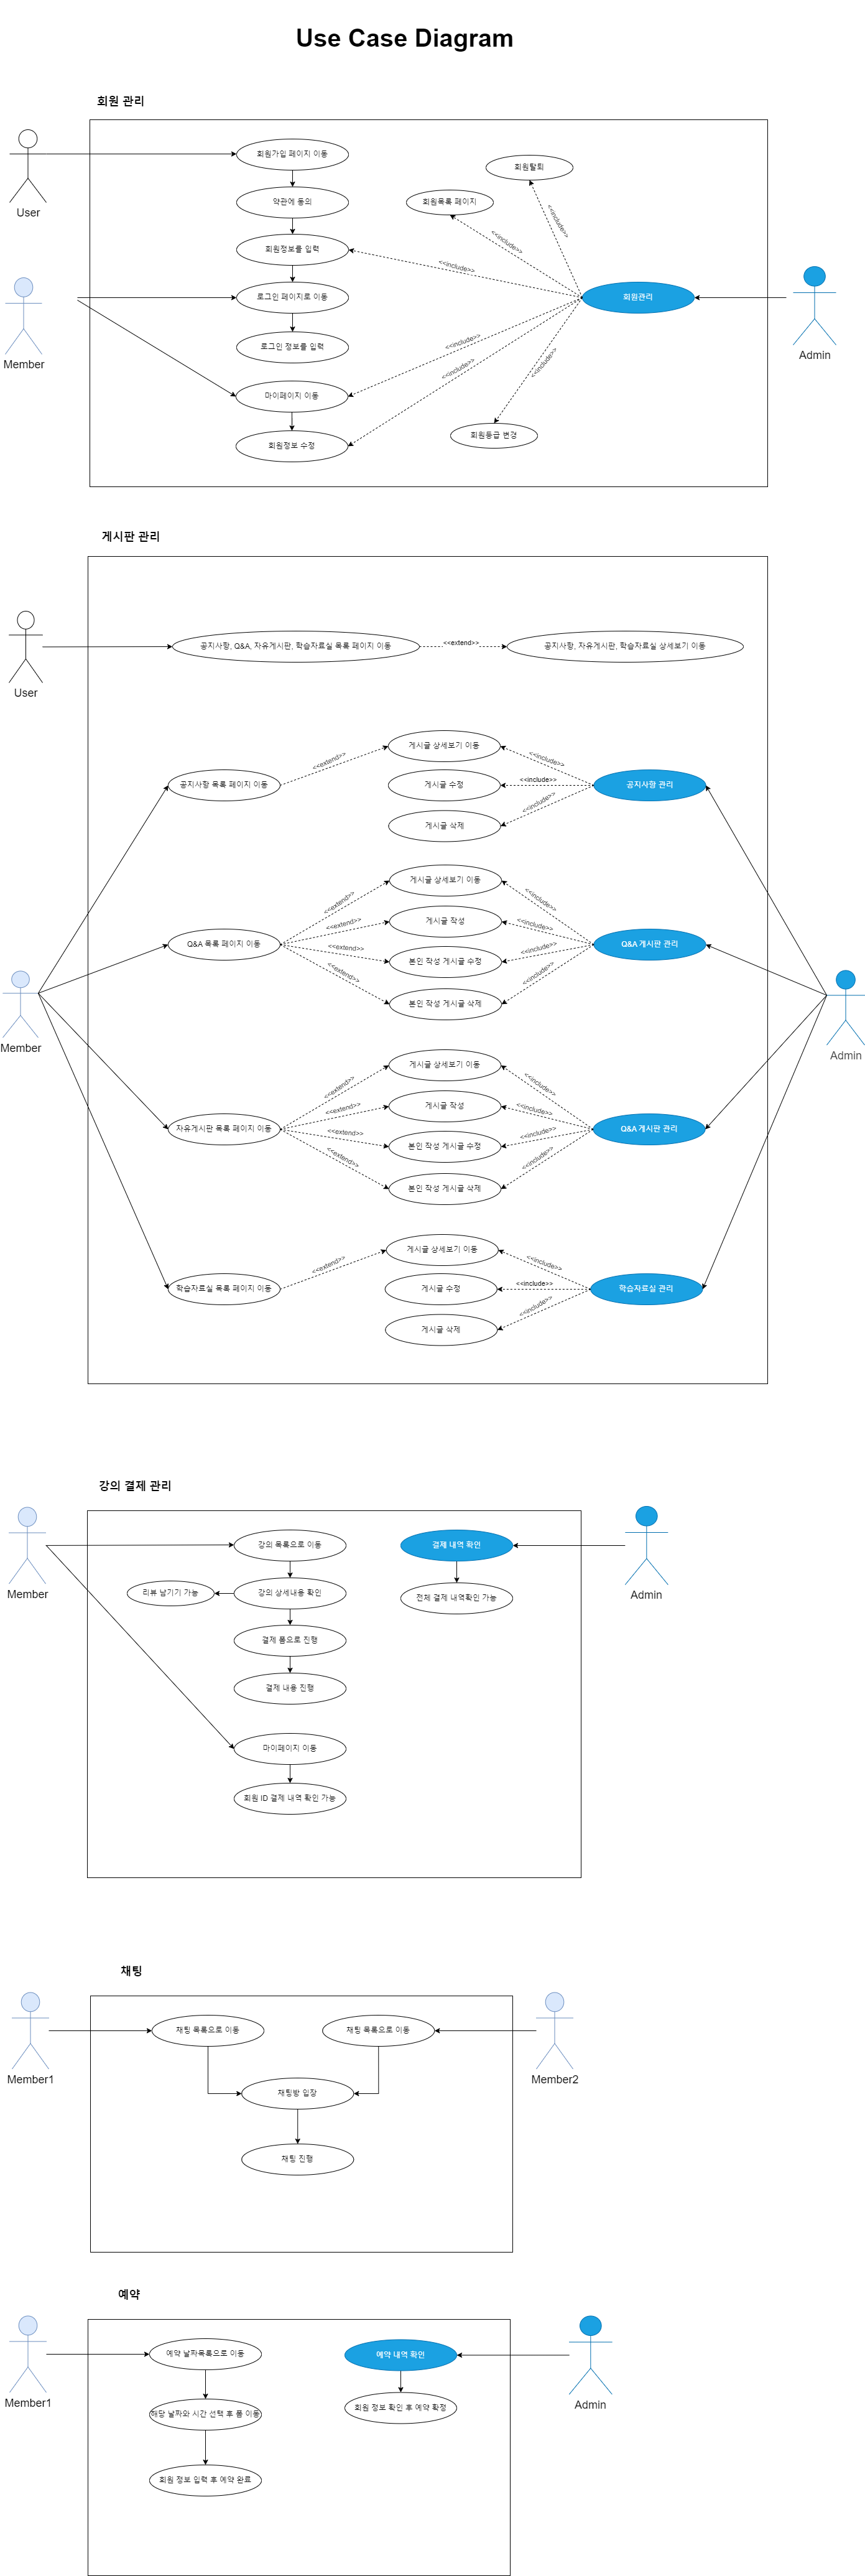 Use Case Diagram
회원 관리
User
Member
Admin
회원가입 페이지 이동
약관에 동의
회원정보를 입력
로그인 페이지로 이동
로그인 정보를 입력
마이페이지 이동
회원정보 수정
회원탈퇴
회원목록 페이지
회원관리
회원등급 변경
<<include>>
<<include>>
<<include>>
<<include>>
<<include>>
<<include>>
게시판 관리
User
공지사항, Q&A, 자유게시판, 학습자료실 목록 페이지 이동
<<extend>>
공지사항, 자유게시판, 학습자료실 상세보기 이동
Member
Admin
공지사항 목록 페이지 이동
<<extend>>
게시글 상세보기 이동
게시글 수정
게시글 삭제
<<include>>
<<include>>
<<include>>
공지사항 관리
Q&A 목록 페이지 이동
<<extend>>
<<extend>>
<<extend>>
<<extend>>
게시글 상세보기 이동
게시글 작성
본인 작성 게시글 수정
본인 작성 게시글 삭제
<<include>>
<<include>>
<<include>>
<<include>>
Q&A 게시판 관리
자유게시판 목록 페이지 이동
<<extend>>
<<extend>>
<<extend>>
<<extend>>
게시글 상세보기 이동
게시글 작성
본인 작성 게시글 수정
본인 작성 게시글 삭제
<<include>>
<<include>>
<<include>>
<<include>>
Q&A 게시판 관리
학습자료실 목록 페이지 이동
<<extend>>
게시글 상세보기 이동
게시글 수정
게시글 삭제
<<include>>
<<include>>
<<include>>
학습자료실 관리
강의 결제 관리
Member
Admin
강의 목록으로 이동
강의 상세내용 확인
리뷰 남기기 가능
결제 폼으로 진행
결제 내용 진행
마이페이지 이동
회원 ID 결제 내역 확인 가능
결제 내역 확인
전체 결제 내역확인 가능
채팅
Member1
Member2
채팅 목록으로 이동
채팅 목록으로 이동
채팅방 입장
채팅 진행
예약
Member1
Admin
예약 날짜목록으로 이동
해당 날짜와 시간 선택 후 폼 이동
회원 정보 입력 후 예약 완료
예약 내역 확인
회원 정보 확인 후 예약 확정